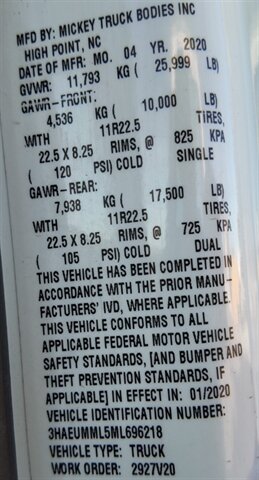 MFD BY: MICKEY TRUCK BODIES INC
HIGH POINT, NC
DATE OF MFR: MO. 04 YR. 2020
GVWR: 11,793 KG ( 25,999 LB)
GAWR-FRONT:
4,536 KG ( 10,000 LB)
WITH 11R22.5 TIRES,
22.5 X 8.25 RIMS, @ 825 KPA
( 120 PSI) COLD SINGLE
GAWR-REAR:
7,938 KG ( 17,500 LB)
WITH 11R22.5 TIRES,
22.5 X 8.25 RIMS, @ 725 KPA
( 105 PSI) COLD DUAL
THIS VEHICLE HAS BEEN COMPLETED IN
ACCORDANCE WITH THE PRIOR MANU-
FACTURERS' IVD, WHERE APPLICABLE.
THIS VEHICLE CONFORMS TO ALL
APPLICABLE FEDERAL MOTOR VEHICLE
SAFETY STANDARDS, [AND BUMPER AND
THEFT PREVENTION STANDARDS, IF
APPLICABLE] IN EFFECT IN: 01/2020
VEHICLE IDENTIFICATION NUMBER:
3HAEUMML5ML696218
VEHICLE TYPE: TRUCK
WORK ORDER: 2927V20